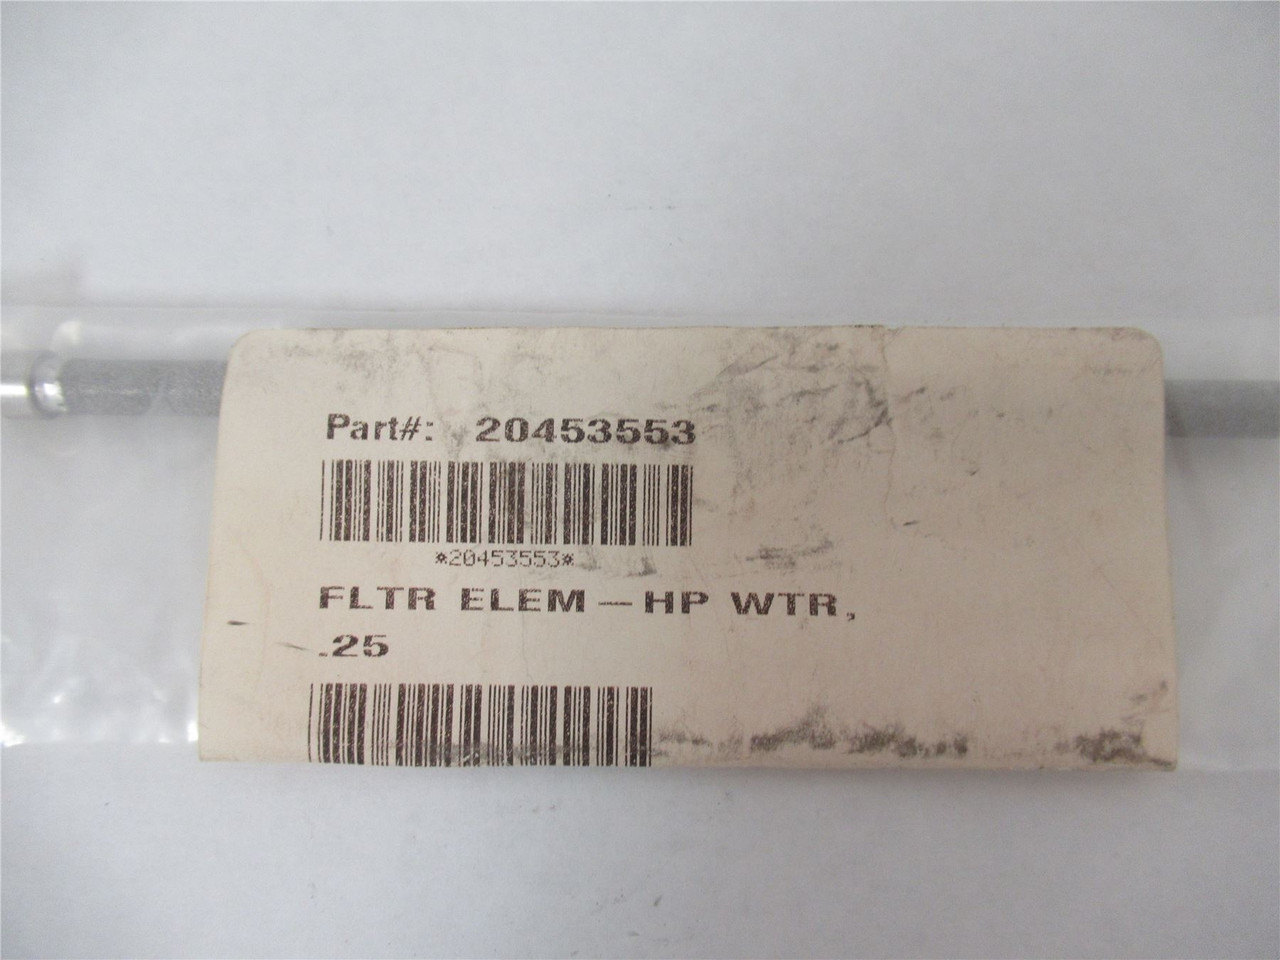 Part#: 20453553
*20453553*
FLTR ELEM-HP WTR,
.25